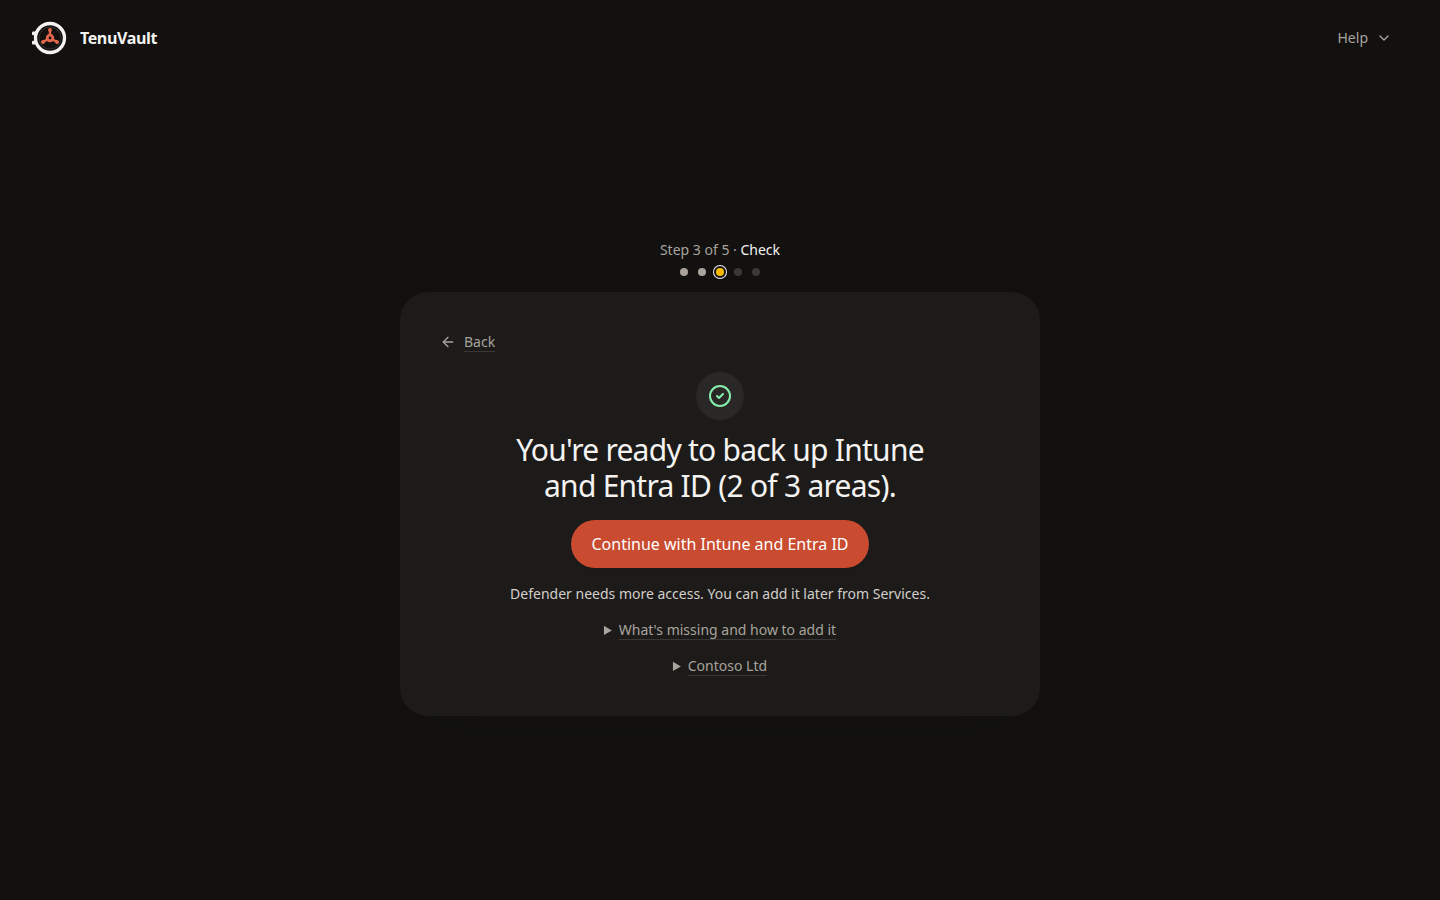 TenuVault
Help
Step 3 of 5 · Check
Back
You're ready to back up Intune
and Entra ID (2 of 3 areas).
Continue with Intune and Entra ID
Defender needs more access. You can add it later from Services.
What's missing and how to add it
Contoso Ltd